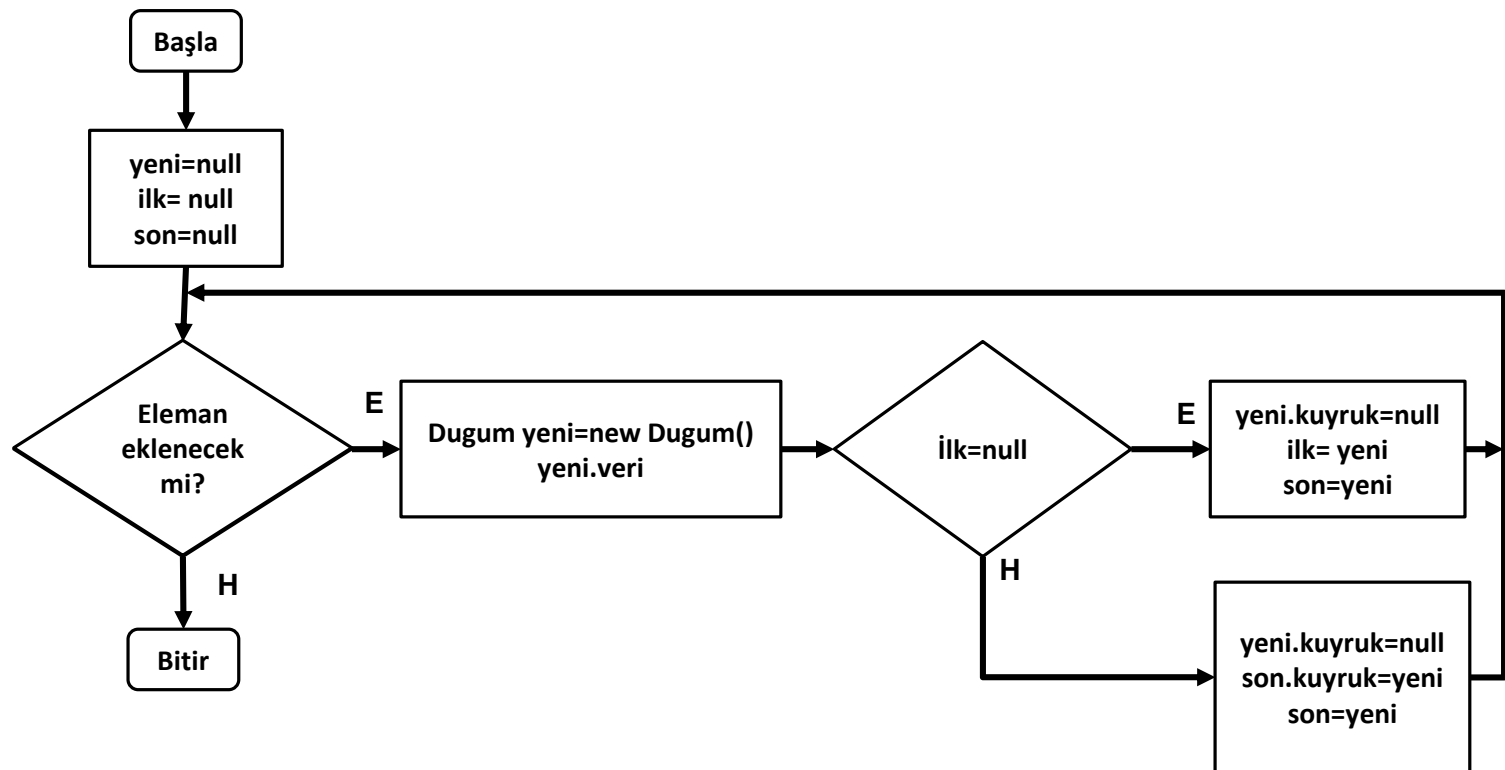 Başla
yeni=null
ilk= null
son=null
Eleman
eklenecek
mi?
E
H
Bitir
Dugum yeni=new Dugum()
yeni.veri
İlk=null
E
yeni.kuyruk=null
ilk= yeni
son=yeni
H
yeni.kuyruk=null
son.kuyruk=yeni
son=yeni